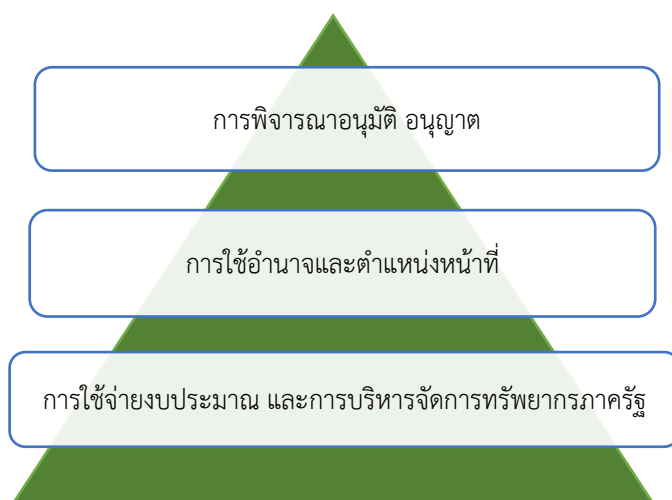 การพิจารณาอนุมัติ อนุญาต
การใช้อำนาจและตำแหน่งหน้าที่
การใช้จ่ายงบประมาณ และการบริหารจัดการทรัพยากรภาครัฐ